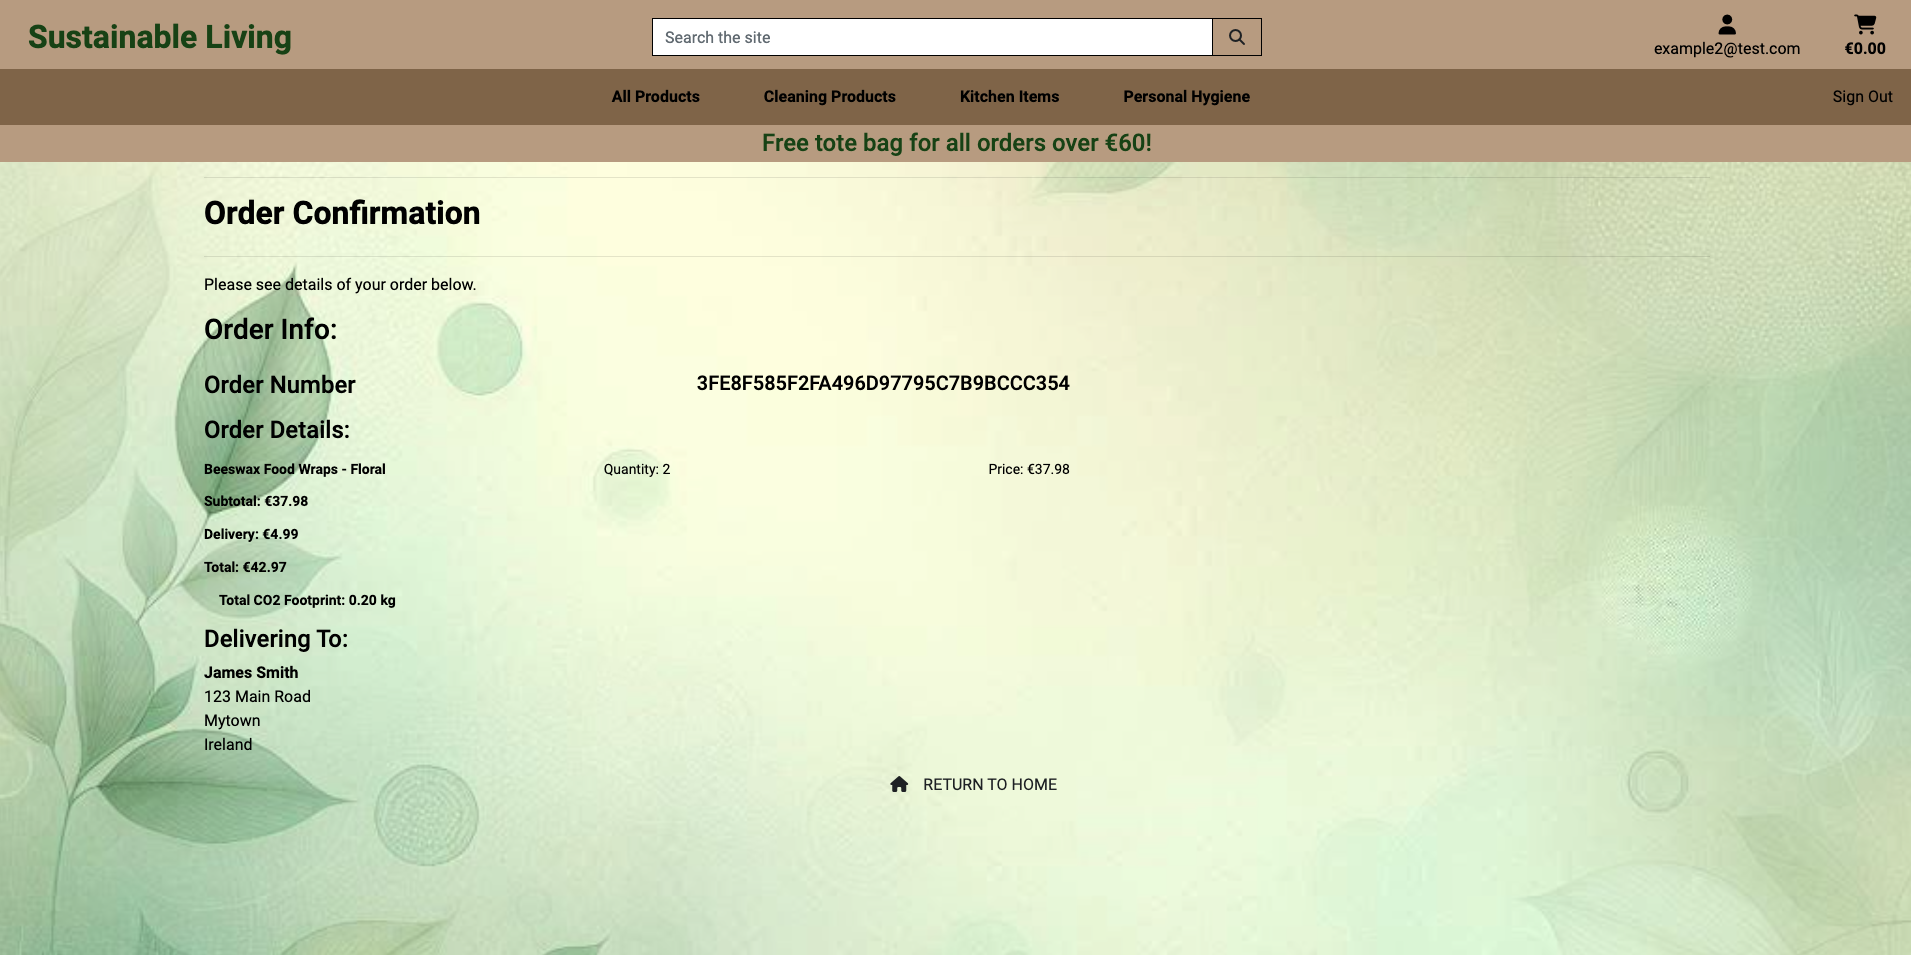 Sustainable Living
Search the site
example2@test.com
€0.00
All Products Cleaning Products Kitchen Items Personal Hygiene Sign Out
Free tote bag for all orders over €60!
Order Confirmation
Please see details of your order below.
Order Info:
Order Number 3FE8F585F2FA496D97795C7B9BCCC354
Order Details:
Beeswax Food Wraps - Floral Quantity: 2 Price: €37.98
Subtotal: €37.98
Delivery: €4.99
Total: €42.97
Total CO2 Footprint: 0.20 kg
Delivering To:
James Smith
123 Main Road
Mytown
Ireland
RETURN TO HOME